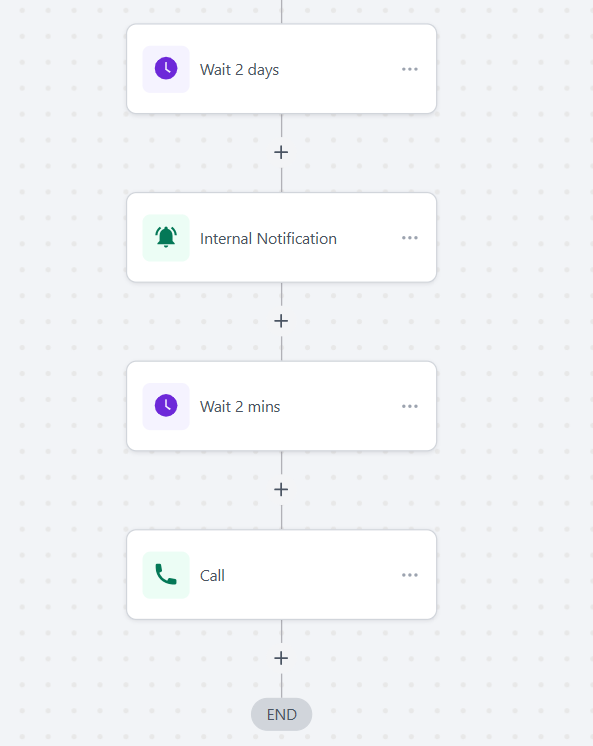 Wait 2 days
Internal Notification
Wait 2 mins
Call
END